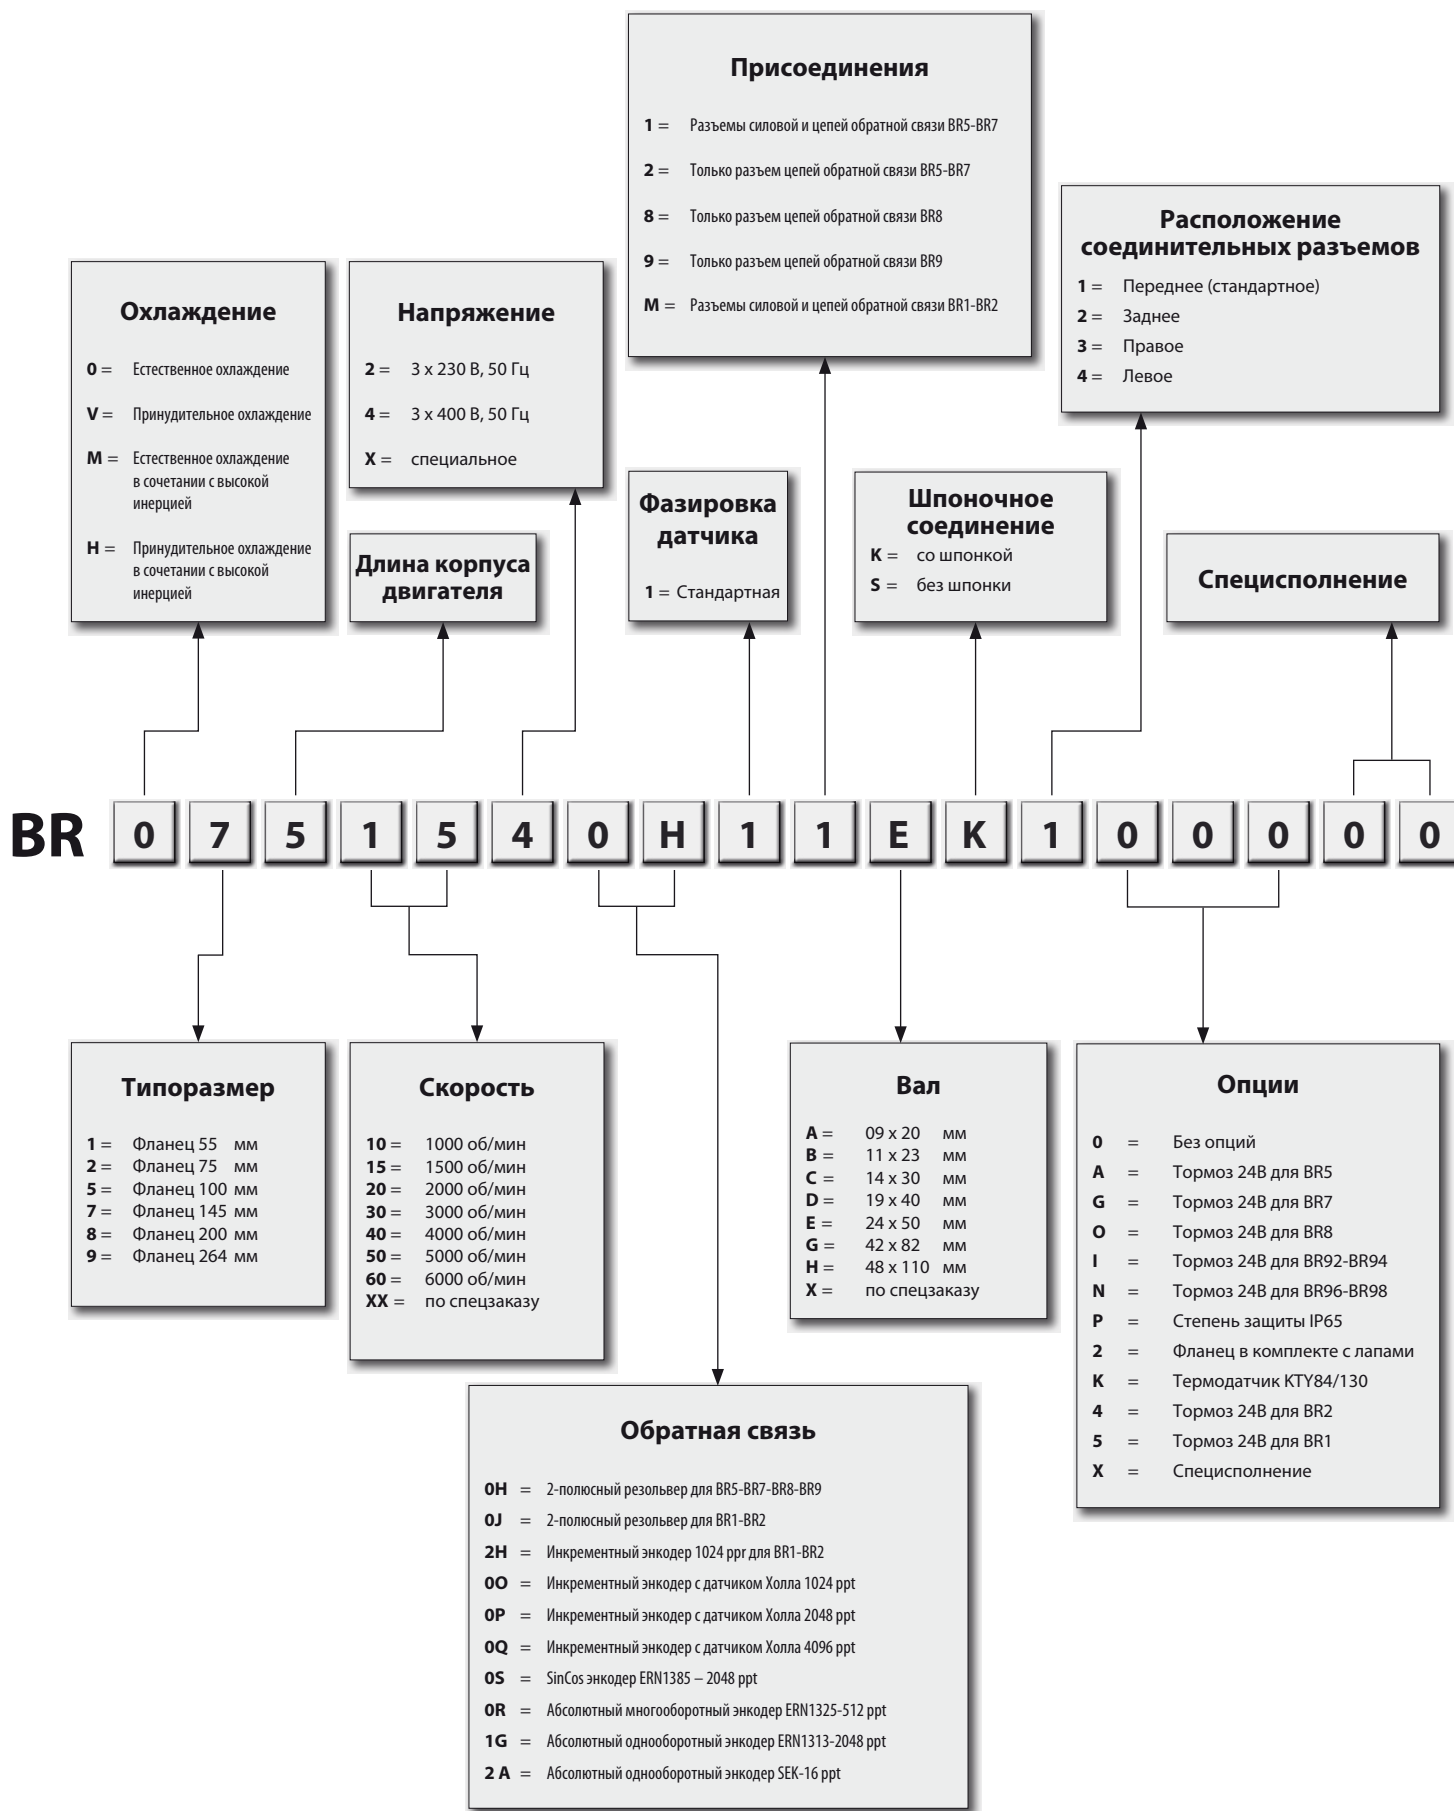 Присоединения
1 = Разъемы силовой и цепей обратной связи BR5-BR7
2 = Только разъем цепей обратной связи BR5-BR7
8 = Только разъем цепей обратной связи BR8
9 = Только разъем цепей обратной связи BR9
M = Разъемы силовой и цепей обратной связи BR1-BR2
Расположение
соединительных разъемов
1 = Переднее (стандартное)
2 = Заднее
3 = Правое
4 = Левое
Охлаждение
0 = Естественное охлаждение
V = Принудительное охлаждение
M = Естественное охлаждение
в сочетании с высокой
инерцией
H = Принудительное охлаждение
в сочетании с высокой
инерцией
Напряжение
2 = 3 x 230 В, 50 Гц
4 = 3 x 400 В, 50 Гц
X = специальное
Длина корпуса
двигателя
Фазировка
датчика
1 = Стандартная
Шпоночное
соединение
K = со шпонкой
S = без шпонки
Специсполнение
BR 0 7 5 1 5 4 0 H 1 1 E K 1 0 0 0 0 0
Типоразмер
1 = Фланец 55 мм
2 = Фланец 75 мм
5 = Фланец 100 мм
7 = Фланец 145 мм
8 = Фланец 200 мм
9 = Фланец 264 мм
Скорость
10 = 1000 об/мин
15 = 1500 об/мин
20 = 2000 об/мин
30 = 3000 об/мин
40 = 4000 об/мин
50 = 5000 об/мин
60 = 6000 об/мин
XX = по спецзаказу
Вал
A = 09 x 20 мм
B = 11 x 23 мм
C = 14 x 30 мм
D = 19 x 40 мм
E = 24 x 50 мм
G = 42 x 82 мм
H = 48 x 110 мм
X = по спецзаказу
Опции
0 = Без опций
A = Тормоз 24В для BR5
G = Тормоз 24В для BR7
O = Тормоз 24В для BR8
I = Тормоз 24В для BR92-BR94
N = Тормоз 24В для BR96-BR98
P = Степень защиты IP65
2 = Фланец в комплекте с лапами
K = Термодатчик KTY84/130
4 = Тормоз 24В для BR2
5 = Тормоз 24В для BR1
X = Специсполнение
Обратная связь
0H = 2-полюсный резольвер для BR5-BR7-BR8-BR9
0J = 2-полюсный резольвер для BR1-BR2
2H = Инкрементный энкодер 1024 ppr для BR1-BR2
0O = Инкрементный энкодер с датчиком Холла 1024 ppt
0P = Инкрементный энкодер с датчиком Холла 2048 ppt
0Q = Инкрементный энкодер с датчиком Холла 4096 ppt
0S = SinCos энкодер ERN1385 – 2048 ppt
0R = Абсолютный многооборотный энкодер ERN1325-512 ppt
1G = Абсолютный однооборотный энкодер ERN1313-2048 ppt
2 A = Абсолютный однооборотный энкодер SEK-16 ppt